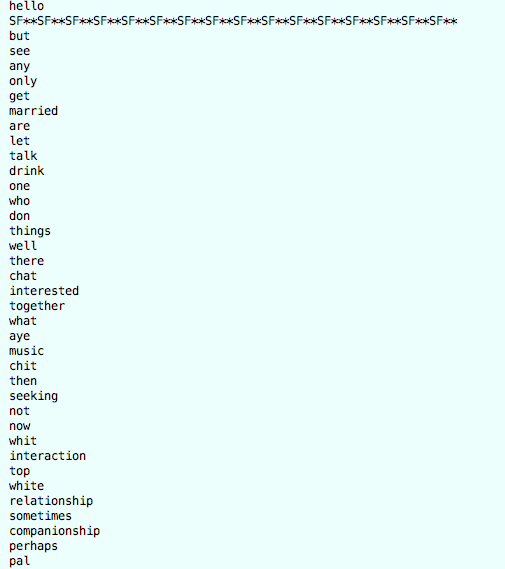 hello
SF**SF**SF**SF**SF**SF**SF**SF**SF**SF**SF**SF**SF**SF**SF**SF**
but
see
any
only
get
married
are
let
talk
drink
one
who
don
things
well
there
chat
interested
together
what
aye
music
chit
then
seeking
not
now
whit
interaction
top
white
relationship
sometimes
companionship
perhaps
pal